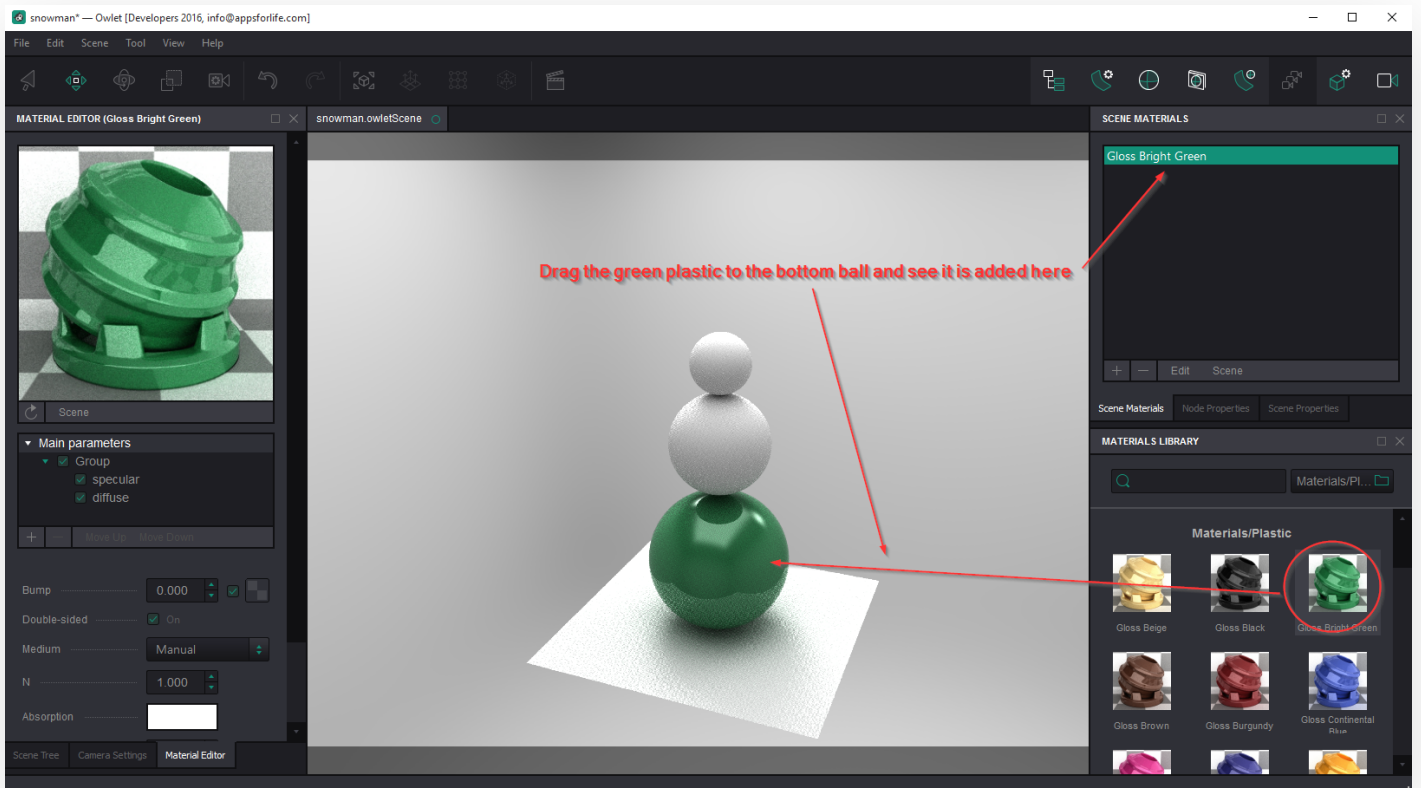 snowman* — Owlet [Developers 2016, info@appsforlife.com]
File Edit Scene Tool View Help
MATERIAL EDITOR (Gloss Bright Green)
snowman.owletScene
SCENE MATERIALS
Gloss Bright Green
Drag the green plastic to the bottom ball and see it is added here
+ − Edit Scene
Scene Materials Node Properties Scene Properties
Scene
Main parameters
Group
specular
diffuse
+ − Move Up Move Down
Bump 0.000
Double-sided On
Medium Manual
N 1.000
Absorption
Scene Tree Camera Settings Material Editor
MATERIALS LIBRARY
Materials/Pl...
Materials/Plastic
Gloss Beige Gloss Black Gloss Bright Green
Gloss Brown Gloss Burgundy Gloss Continental
Blue